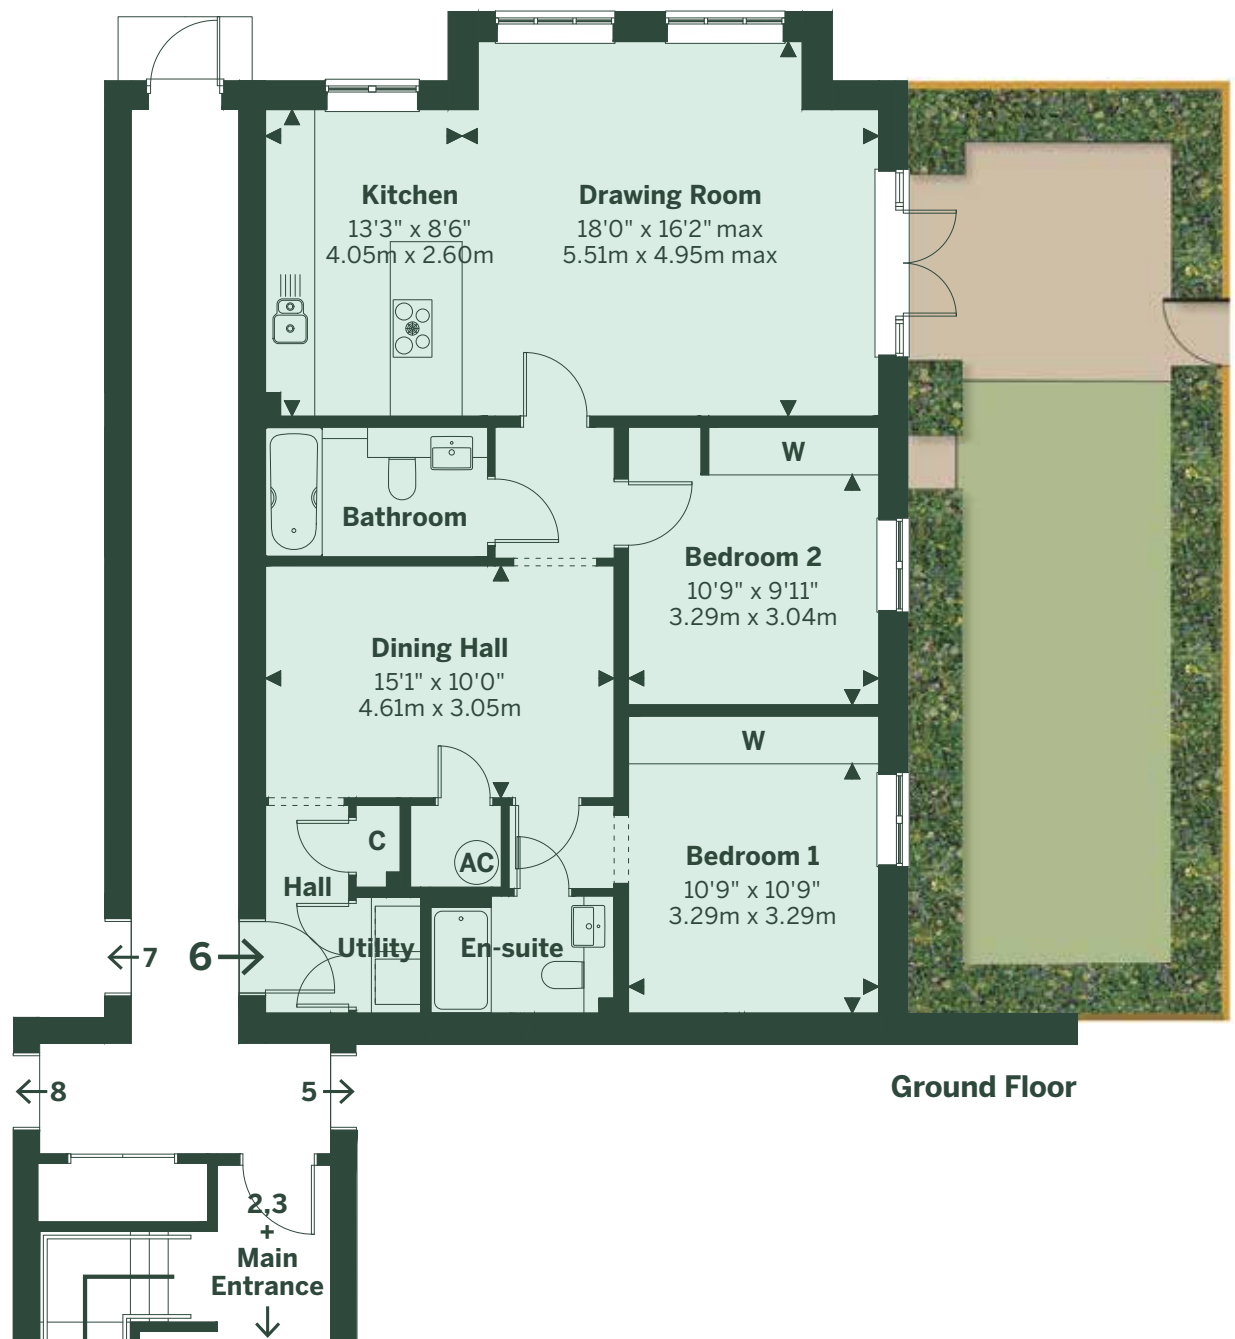 Kitchen
13'3" x 8'6"
4.05m x 2.60m
Drawing Room
18'0" x 16'2" max
5.51m x 4.95m max
W
Bathroom
Bedroom 2
10'9" x 9'11"
3.29m x 3.04m
Dining Hall
15'1" x 10'0"
4.61m x 3.05m
W
C
AC
Hall
Bedroom 1
10'9" x 10'9"
3.29m x 3.29m
←7
6→
Utility
En-suite
←8
5→
Ground Floor
2,3
+
Main
Entrance
↓